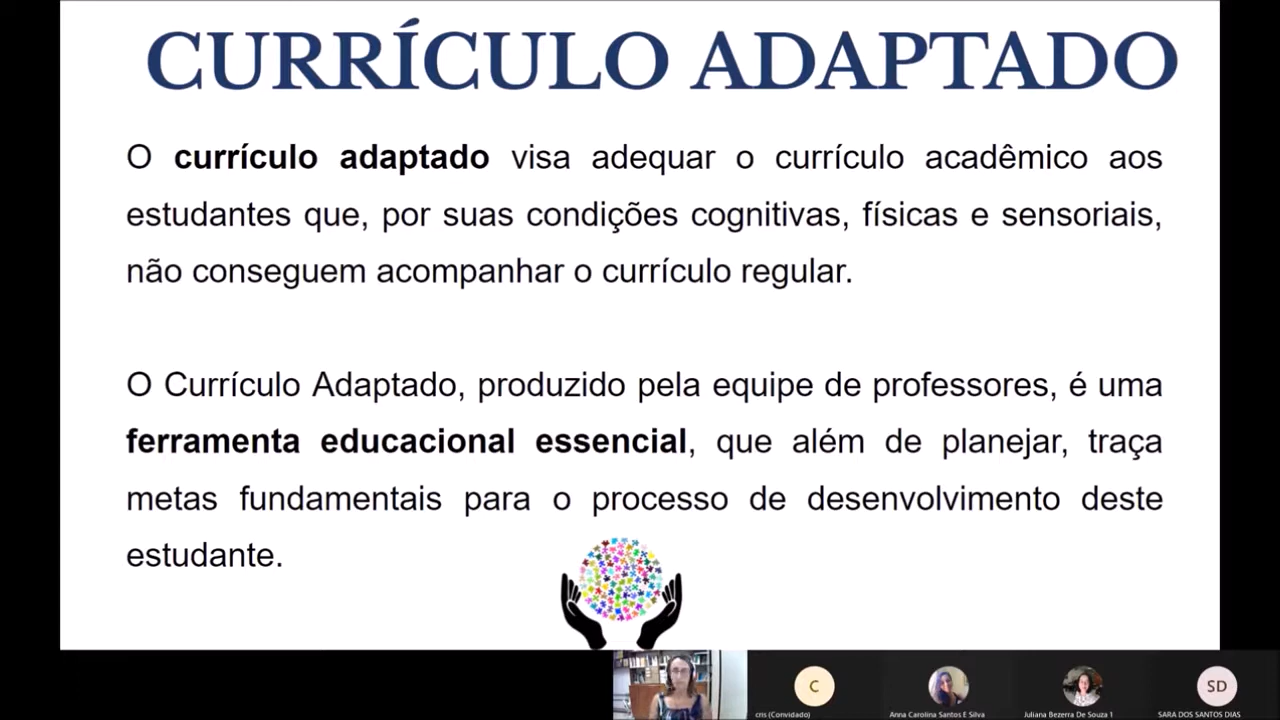 CURRÍCULO ADAPTADO
O currículo adaptado visa adequar o currículo acadêmico aos
estudantes que, por suas condições cognitivas, físicas e sensoriais,
não conseguem acompanhar o currículo regular.
O Currículo Adaptado, produzido pela equipe de professores, é uma
ferramenta educacional essencial, que além de planejar, traça
metas fundamentais para o processo de desenvolvimento deste
estudante.
C
SD
cris (Convidado)
Anna Carolina Santos E Silva
Juliana Bezerra De Souza 1
SARA DOS SANTOS DIAS